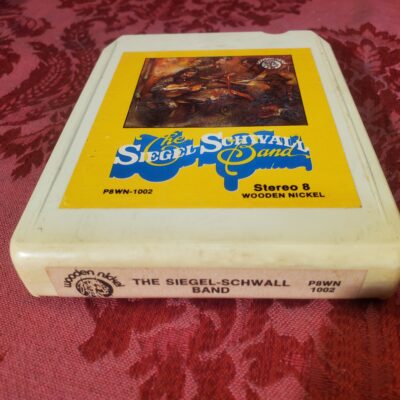 The
SIEGEL-SCHWALL
Band
P8WN-1002
Stereo 8
WOODEN NICKEL
wooden nickel
THE SIEGEL-SCHWALL
BAND
P8WN
1002